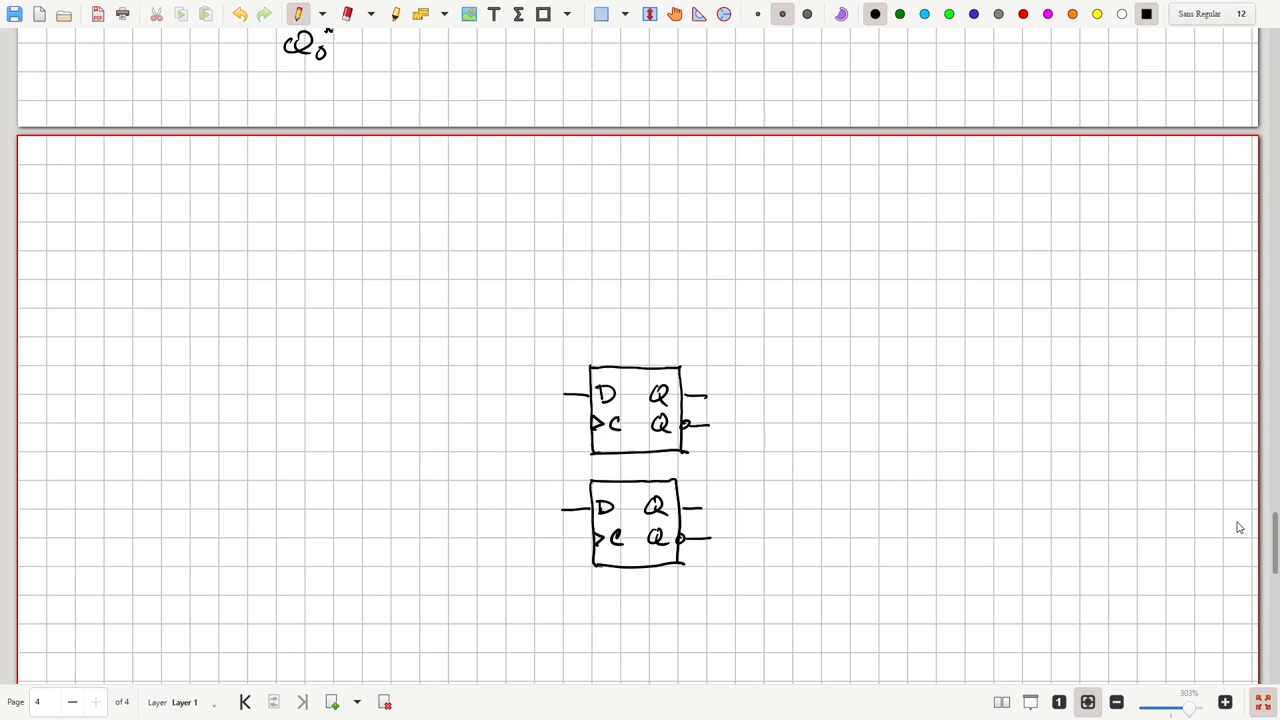 Sans Regular 12
Q0
D Q
C Q
D Q
C Q
Page 4 of 4 Layer Layer 1 303%